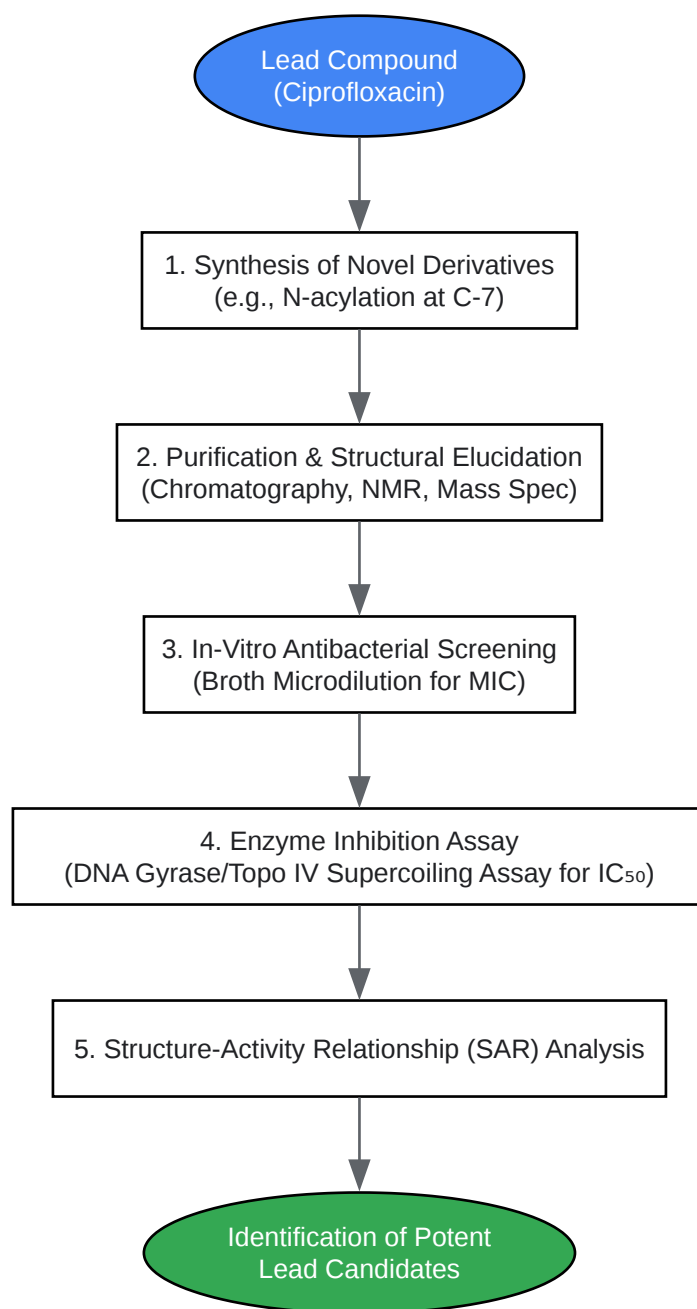 Lead Compound
(Ciprofloxacin)
1. Synthesis of Novel Derivatives
(e.g., N-acylation at C-7)
2. Purification & Structural Elucidation
(Chromatography, NMR, Mass Spec)
3. In-Vitro Antibacterial Screening
(Broth Microdilution for MIC)
4. Enzyme Inhibition Assay
(DNA Gyrase/Topo IV Supercoiling Assay for IC₅₀)
5. Structure-Activity Relationship (SAR) Analysis
Identification of Potent
Lead Candidates